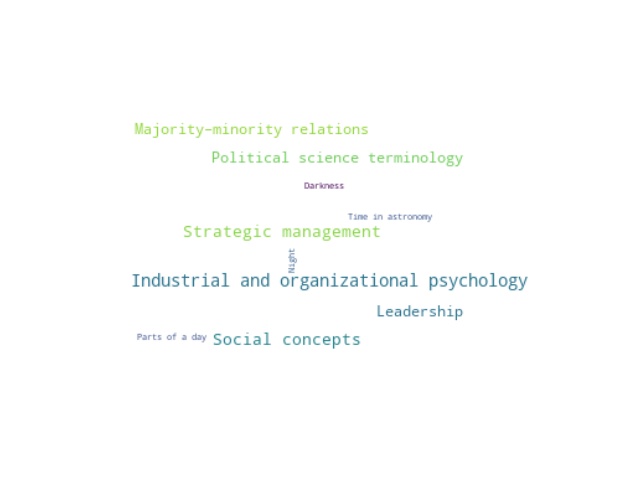 Majority-minority relations
Political science terminology
Darkness
Time in astronomy
Strategic management
Night
Industrial and organizational psychology
Leadership
Parts of a day
Social concepts